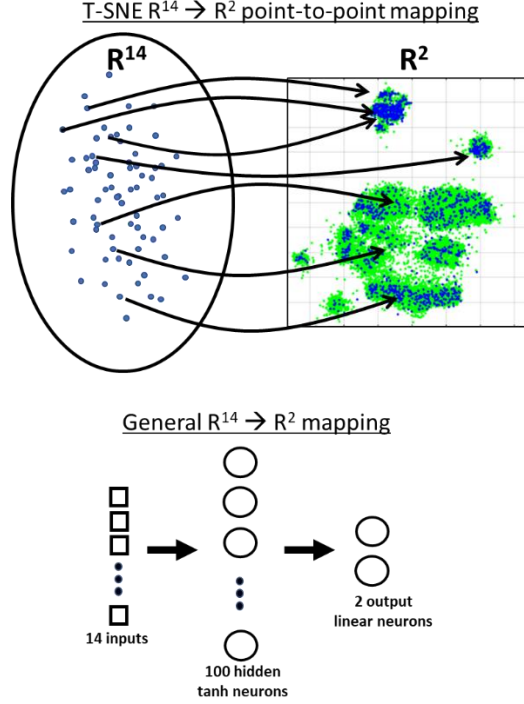 T-SNE R¹⁴ → R² point-to-point mapping
R¹⁴
R²
General R¹⁴ → R² mapping
14 inputs
100 hidden
tanh neurons
2 output
linear neurons